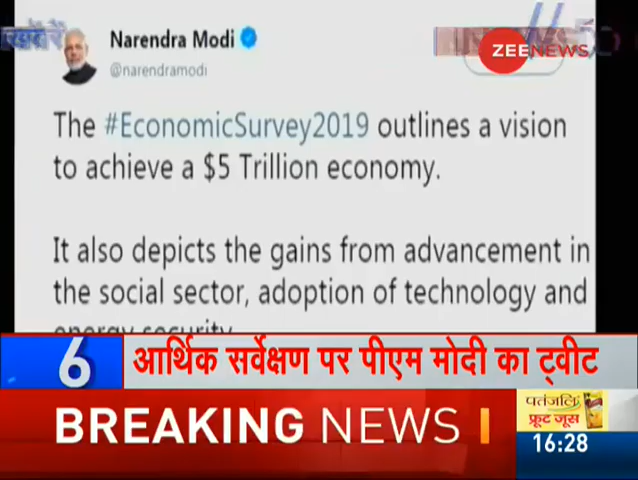 Narendra Modi
@narendramodi
ZEE NEWS
The #EconomicSurvey2019 outlines a vision
to achieve a $5 Trillion economy.
It also depicts the gains from advancement in
the social sector, adoption of technology and
energy security.
6
आर्थिक सर्वेक्षण पर पीएम मोदी का ट्वीट
BREAKING NEWS
पतंजलि
फ्रूट जूस
16:28